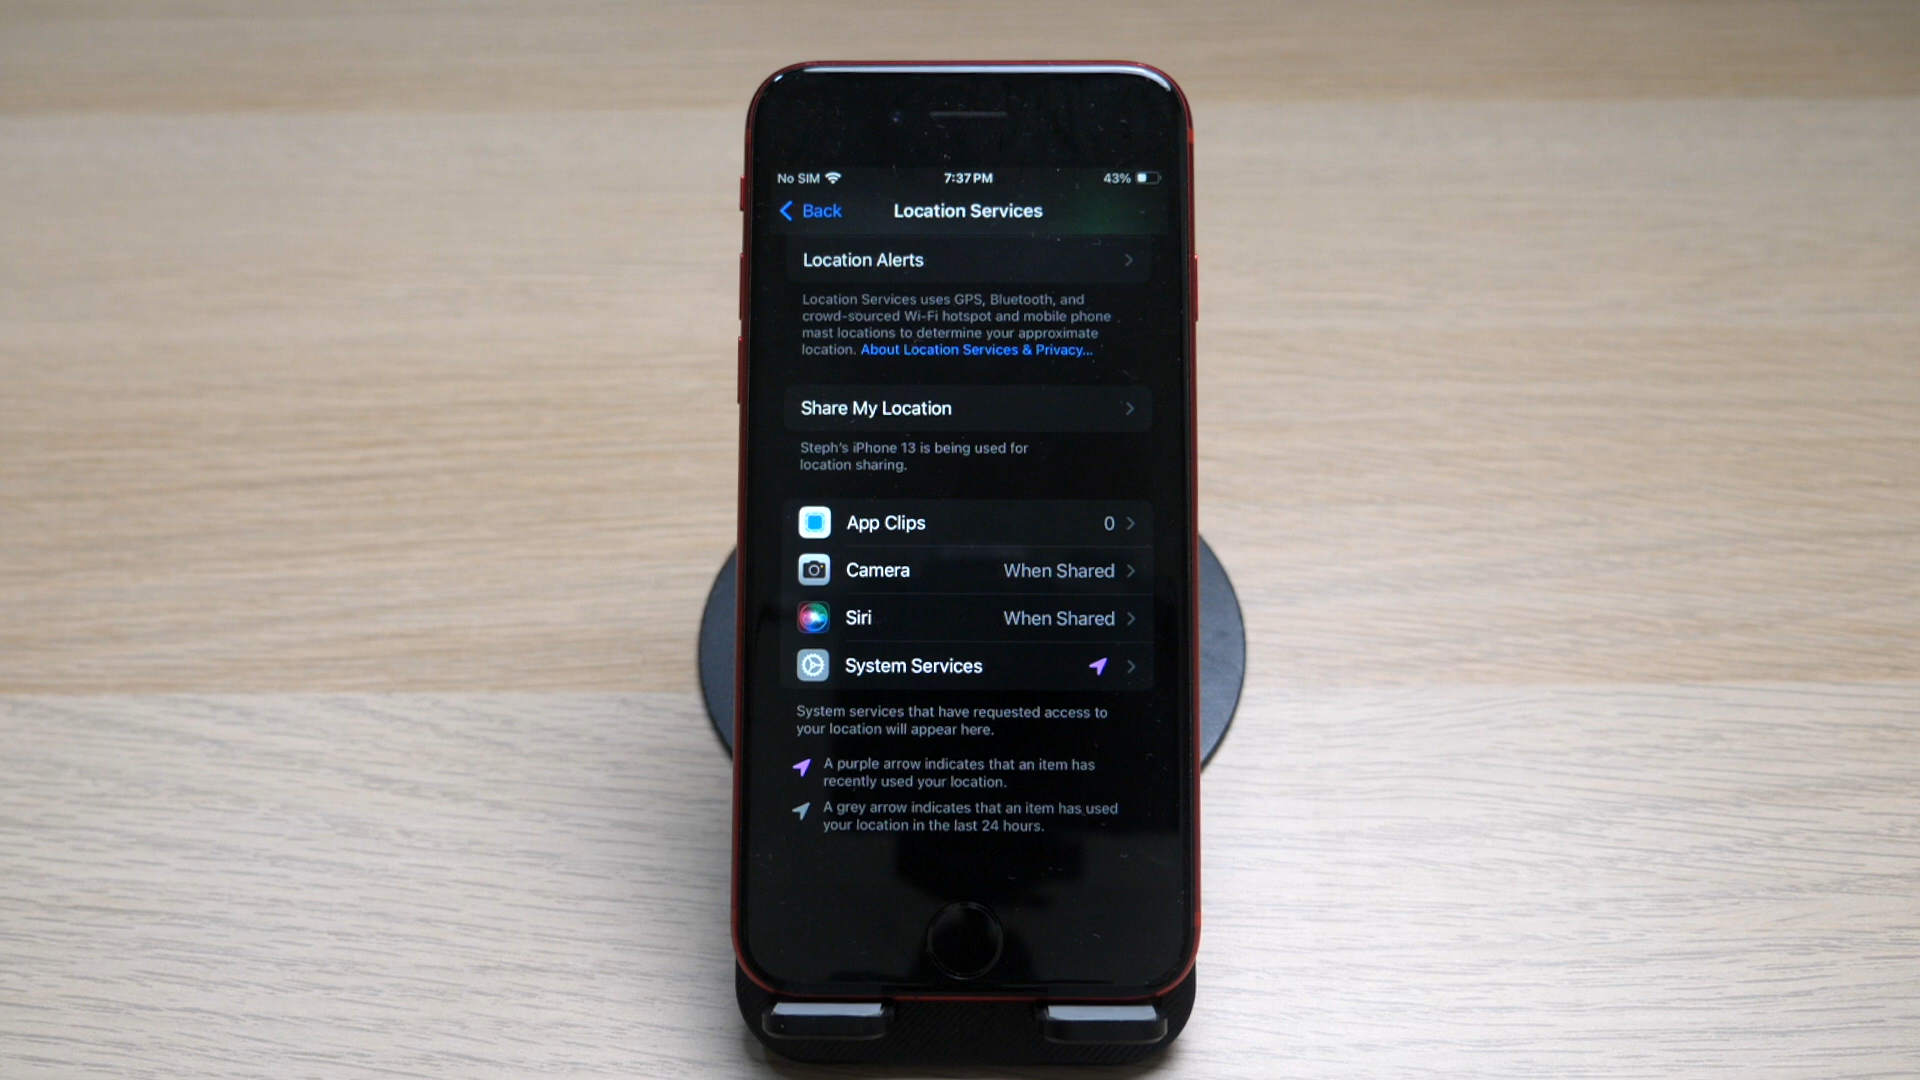 No SIM 7:37 PM 43%
Back Location Services
Location Alerts
Location Services uses GPS, Bluetooth, and
crowd-sourced Wi-Fi hotspot and mobile phone
mast locations to determine your approximate
location. About Location Services & Privacy...
Share My Location
Steph's iPhone 13 is being used for
location sharing.
App Clips 0
Camera When Shared
Siri When Shared
System Services
System services that have requested access to
your location will appear here.
A purple arrow indicates that an item has
recently used your location.
A grey arrow indicates that an item has used
your location in the last 24 hours.